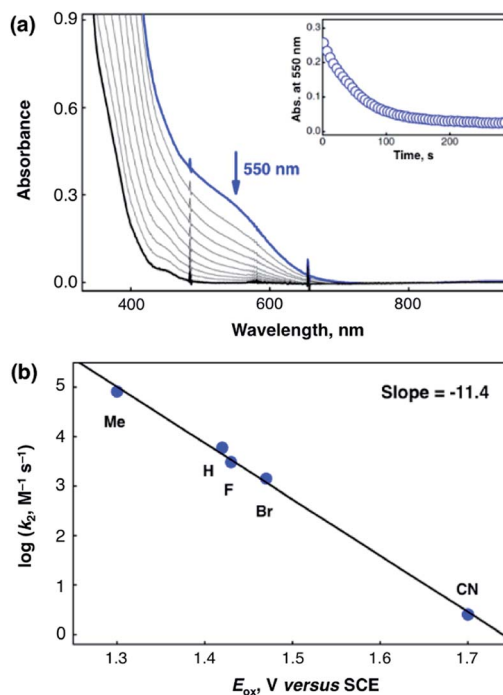 (a)
0.9
0.6
0.3
0.0
Absorbance
550 nm
400
600
800
Wavelength, nm
Abs. at 550 nm
0.3
0.2
0.1
0.0
0
100
200
Time, s
(b)
Slope = -11.4
log (k2, M−1 s−1)
5
4
3
2
1
0
Me
H
F
Br
CN
1.3
1.4
1.5
1.6
1.7
Eox, V versus SCE